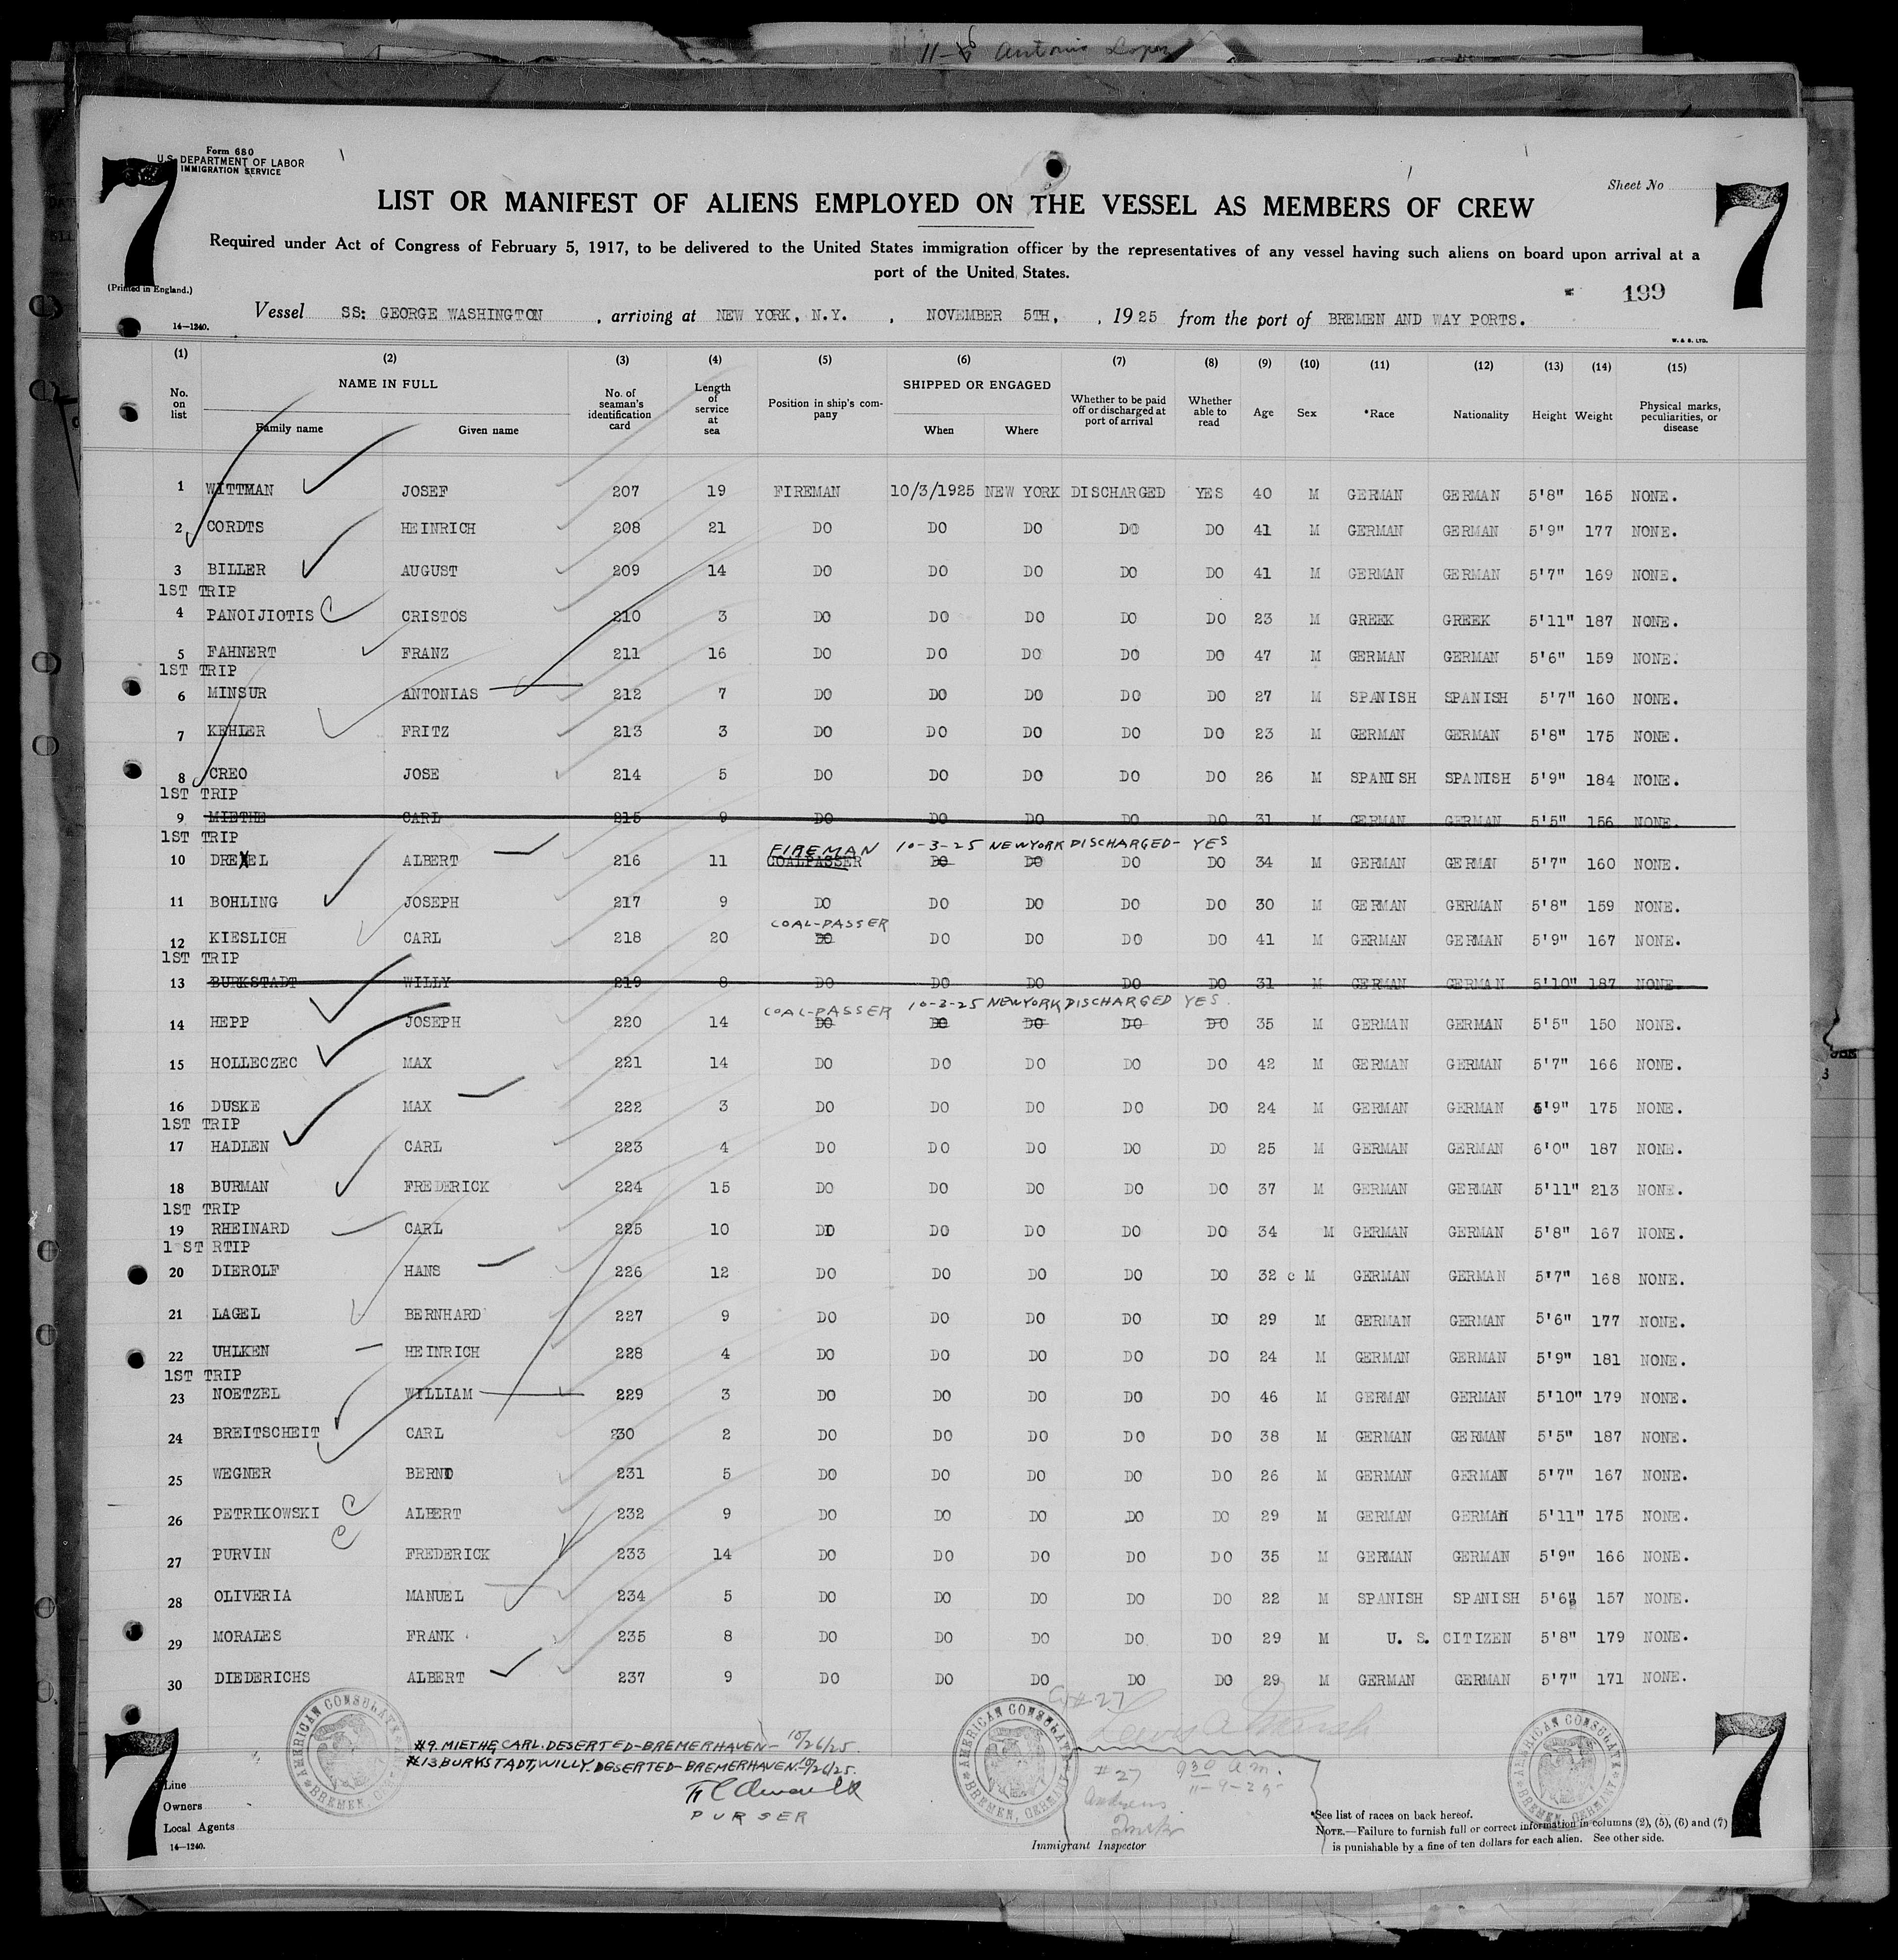 11-6 Antonio Lopez
Form 680
U.S. DEPARTMENT OF LABOR
IMMIGRATION SERVICE
7
7
Sheet No
LIST OR MANIFEST OF ALIENS EMPLOYED ON THE VESSEL AS MEMBERS OF CREW
Required under Act of Congress of February 5, 1917, to be delivered to the United States immigration officer by the representatives of any vessel having such aliens on board upon arrival at a
port of the United States.
(Printed in England.)
199
Vessel SS: GEORGE WASHINGTON , arriving at NEW YORK, N.Y. , NOVEMBER 5TH, , 1925 from the port of BREMEN AND WAY PORTS.
14—1240.
W. & S. LTD.
(1) (2) (3) (4) (5) (6) (7) (8) (9) (10) (11) (12) (13) (14) (15)
No. on list NAME IN FULL Family name Given name No. of seaman's identification card Length of service at sea Position in ship's company SHIPPED OR ENGAGED When Where Whether to be paid off or discharged at port of arrival Whether able to read Age Sex *Race Nationality Height Weight Physical marks, peculiarities, or disease
1 WITTMAN JOSEF 207 19 FIREMAN 10/3/1925 NEW YORK DISCHARGED YES 40 M GERMAN GERMAN 5'8" 165 NONE.
2 CORDTS HEINRICH 208 21 DO DO DO DO DO 41 M GERMAN GERMAN 5'9" 177 NONE.
3 BILLER AUGUST 209 14 DO DO DO DO DO 41 M GERMAN GERMAN 5'7" 169 NONE.
1ST TRIP
4 PANOIJIOTIS C CRISTOS 210 3 DO DO DO DO DO 23 M GREEK GREEK 5'11" 187 NONE.
5 FAHNERT FRANZ 211 16 DO DO DO DO DO 47 M GERMAN GERMAN 5'6" 159 NONE.
1ST TRIP
6 MINSUR ANTONIAS 212 7 DO DO DO DO DO 27 M SPANISH SPANISH 5'7" 160 NONE.
7 KEHLER FRITZ 213 3 DO DO DO DO DO 23 M GERMAN GERMAN 5'8" 175 NONE.
8 CREO JOSE 214 5 DO DO DO DO DO 26 M SPANISH SPANISH 5'9" 184 NONE.
1ST TRIP
9 MIETHE CARL 215 9 DO DO DO DO DO 31 M GERMAN GERMAN 5'5" 156 NONE.
1ST TRIP
FIREMAN 10-3-25 NEWYORK DISCHARGED- YES
10 DREXEL ALBERT 216 11 COALPASSER DO DO DO DO 34 M GERMAN GERMAN 5'7" 160 NONE.
11 BOHLING JOSEPH 217 9 DO DO DO DO DO 30 M GERMAN GERMAN 5'8" 159 NONE.
COAL-PASSER
12 KIESLICH CARL 218 20 DO DO DO DO DO 41 M GERMAN GERMAN 5'9" 167 NONE.
1ST TRIP
13 BURKSTADT WILLY 219 8 DO DO DO DO DO 31 M GERMAN GERMAN 5'10" 187 NONE.
COAL-PASSER 10-3-25 NEWYORK DISCHARGED YES.
14 HEPP JOSEPH 220 14 DO DO DO DO DO 35 M GERMAN GERMAN 5'5" 150 NONE.
15 HOLLECZEC MAX 221 14 DO DO DO DO DO 42 M GERMAN GERMAN 5'7" 166 NONE.
16 DUSKE MAX 222 3 DO DO DO DO DO 24 M GERMAN GERMAN 5'9" 175 NONE.
1ST TRIP
17 HADLEN CARL 223 4 DO DO DO DO DO 25 M GERMAN GERMAN 6'0" 187 NONE.
18 BURMAN FREDERICK 224 15 DO DO DO DO DO 37 M GERMAN GERMAN 5'11" 213 NONE.
1ST TRIP
19 RHEINARD CARL 225 10 DO DO DO DO DO 34 M GERMAN GERMAN 5'8" 167 NONE.
1 ST RTIP
20 DIEROLF HANS 226 12 DO DO DO DO DO 32 c M GERMAN GERMAN 5'7" 168 NONE.
21 LAGEL BERNHARD 227 9 DO DO DO DO DO 29 M GERMAN GERMAN 5'6" 177 NONE.
22 UHLKEN HEINRICH 228 4 DO DO DO DO DO 24 M GERMAN GERMAN 5'9" 181 NONE.
1ST TRIP
23 NOETZEL WILLIAM 229 3 DO DO DO DO DO 46 M GERMAN GERMAN 5'10" 179 NONE.
24 BREITSCHEIT CARL 230 2 DO DO DO DO DO 38 M GERMAN GERMAN 5'5" 187 NONE.
25 WEGNER BERND 231 5 DO DO DO DO DO 26 M GERMAN GERMAN 5'7" 167 NONE.
26 PETRIKOWSKI C ALBERT 232 9 DO DO DO DO DO 29 M GERMAN GERMAN 5'11" 175 NONE.
27 PURVIN C FREDERICK 233 14 DO DO DO DO DO 35 M GERMAN GERMAN 5'9" 166 NONE.
28 OLIVERIA MANUEL 234 5 DO DO DO DO DO 22 M SPANISH SPANISH 5'6" 157 NONE.
29 MORALES FRANK 235 8 DO DO DO DO DO 29 M U. S. CITIZEN 5'8" 179 NONE.
30 DIEDERICHS ALBERT 237 9 DO DO DO DO DO 29 M GERMAN GERMAN 5'7" 171 NONE.
AMERICAN CONSULATE BREMEN, GERMANY
AMERICAN CONSULATE BREMEN, GERMANY
AMERICAN CONSULATE BREMEN, GERMANY
#27
#9. MIETHE, CARL. DESERTED-BREMERHAVEN- 10/26/25.
#13 BURKSTADT, WILLY. DESERTED-BREMERHAVEN.-10/26/25.
PURSER
#27 9 30 a.m.
11-9-25
7
7
Line
Owners
Local Agents
14—1240.
Immigrant Inspector
*See list of races on back hereof.
NOTE.—Failure to furnish full or correct information in columns (2), (5), (6) and (7)
is punishable by a fine of ten dollars for each alien. See other side.